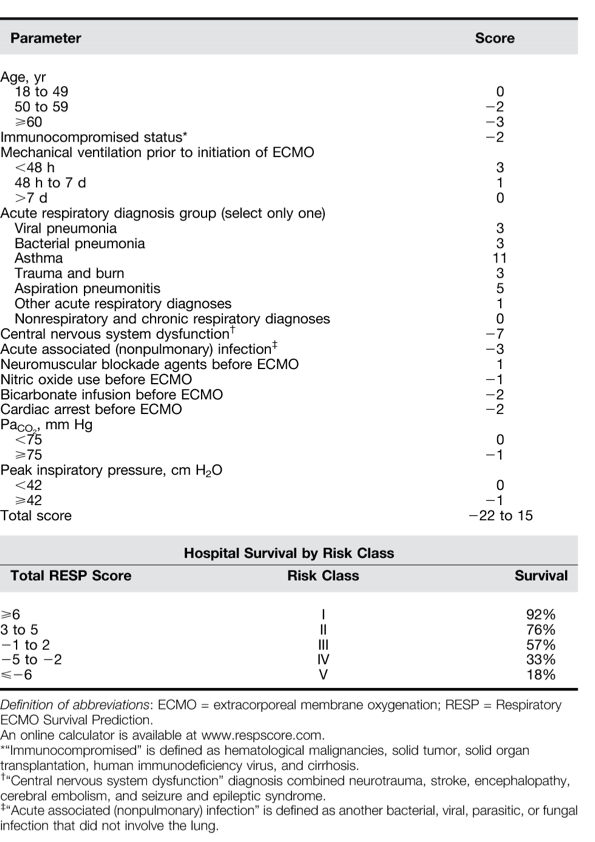 Parameter Score
Age, yr
18 to 49 0
50 to 59 −2
⩾60 −3
Immunocompromised status* −2
Mechanical ventilation prior to initiation of ECMO
<48 h 3
48 h to 7 d 1
>7 d 0
Acute respiratory diagnosis group (select only one)
Viral pneumonia 3
Bacterial pneumonia 3
Asthma 11
Trauma and burn 3
Aspiration pneumonitis 5
Other acute respiratory diagnoses 1
Nonrespiratory and chronic respiratory diagnoses 0
Central nervous system dysfunction† −7
Acute associated (nonpulmonary) infection‡ −3
Neuromuscular blockade agents before ECMO 1
Nitric oxide use before ECMO −1
Bicarbonate infusion before ECMO −2
Cardiac arrest before ECMO −2
PaCO₂, mm Hg
<75 0
⩾75 −1
Peak inspiratory pressure, cm H₂O
<42 0
⩾42 −1
Total score −22 to 15
Hospital Survival by Risk Class
Total RESP Score Risk Class Survival
⩾6 I 92%
3 to 5 II 76%
−1 to 2 III 57%
−5 to −2 IV 33%
⩽−6 V 18%
Definition of abbreviations: ECMO = extracorporeal membrane oxygenation; RESP = Respiratory
ECMO Survival Prediction.
An online calculator is available at www.respscore.com.
*“Immunocompromised” is defined as hematological malignancies, solid tumor, solid organ
transplantation, human immunodeficiency virus, and cirrhosis.
†“Central nervous system dysfunction” diagnosis combined neurotrauma, stroke, encephalopathy,
cerebral embolism, and seizure and epileptic syndrome.
‡“Acute associated (nonpulmonary) infection” is defined as another bacterial, viral, parasitic, or fungal
infection that did not involve the lung.